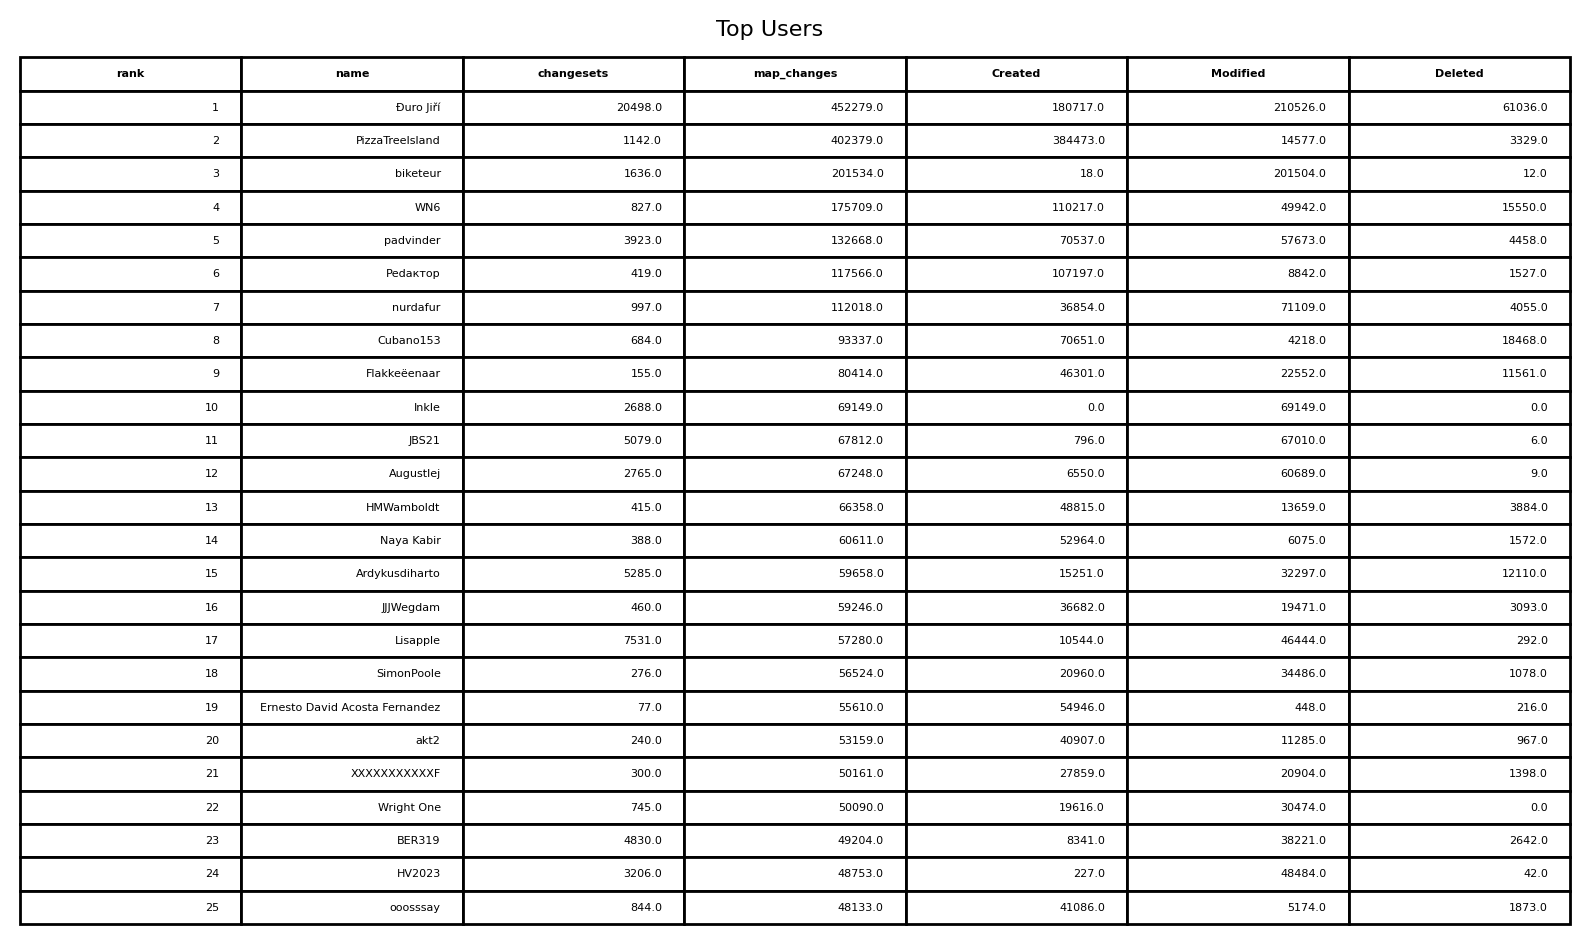 Top Users
rank name changesets map_changes Created Modified Deleted
1 Đuro Jiří 20498.0 452279.0 180717.0 210526.0 61036.0
2 PizzaTreeIsland 1142.0 402379.0 384473.0 14577.0 3329.0
3 biketeur 1636.0 201534.0 18.0 201504.0 12.0
4 WN6 827.0 175709.0 110217.0 49942.0 15550.0
5 padvinder 3923.0 132668.0 70537.0 57673.0 4458.0
6 Редактор 419.0 117566.0 107197.0 8842.0 1527.0
7 nurdafur 997.0 112018.0 36854.0 71109.0 4055.0
8 Cubano153 684.0 93337.0 70651.0 4218.0 18468.0
9 Flakkeëenaar 155.0 80414.0 46301.0 22552.0 11561.0
10 Inkle 2688.0 69149.0 0.0 69149.0 0.0
11 JBS21 5079.0 67812.0 796.0 67010.0 6.0
12 Augustlej 2765.0 67248.0 6550.0 60689.0 9.0
13 HMWamboldt 415.0 66358.0 48815.0 13659.0 3884.0
14 Naya Kabir 388.0 60611.0 52964.0 6075.0 1572.0
15 Ardykusdiharto 5285.0 59658.0 15251.0 32297.0 12110.0
16 JJJWegdam 460.0 59246.0 36682.0 19471.0 3093.0
17 Lisapple 7531.0 57280.0 10544.0 46444.0 292.0
18 SimonPoole 276.0 56524.0 20960.0 34486.0 1078.0
19 Ernesto David Acosta Fernandez 77.0 55610.0 54946.0 448.0 216.0
20 akt2 240.0 53159.0 40907.0 11285.0 967.0
21 XXXXXXXXXXXF 300.0 50161.0 27859.0 20904.0 1398.0
22 Wright One 745.0 50090.0 19616.0 30474.0 0.0
23 BER319 4830.0 49204.0 8341.0 38221.0 2642.0
24 HV2023 3206.0 48753.0 227.0 48484.0 42.0
25 ooosssay 844.0 48133.0 41086.0 5174.0 1873.0